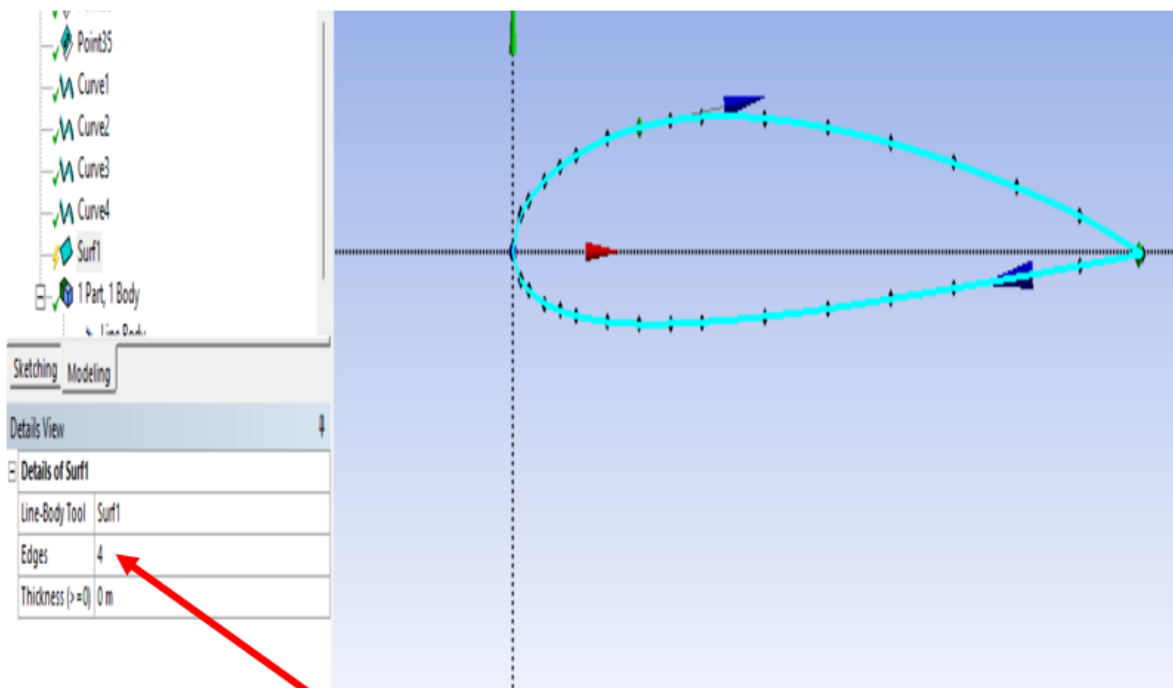 Point35
Curve1
Curve2
Curve3
Curve4
Surf1
1 Part, 1 Body
Sketching Modeling
Details View
Details of Surf1
Line-Body Tool Surf1
Edges 4
Thickness (>=0) 0 m